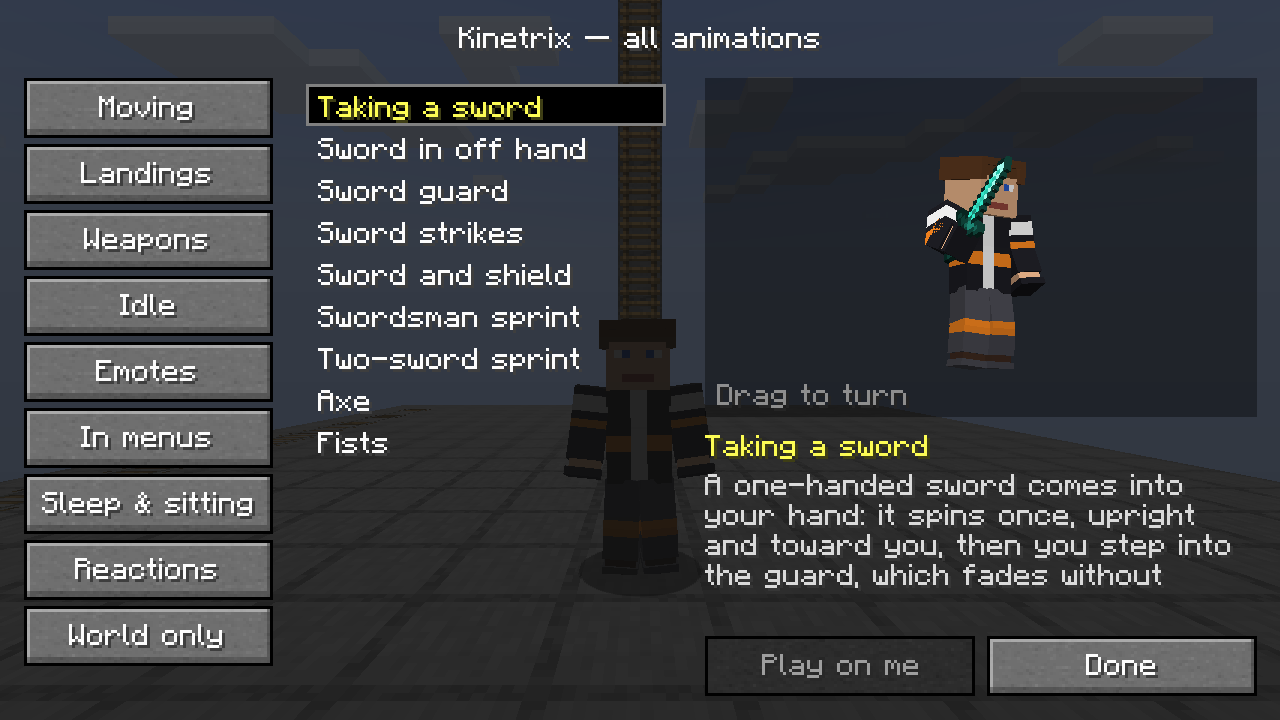 Kinetrix — all animations
Moving
Landings
Weapons
Idle
Emotes
In menus
Sleep & sitting
Reactions
World only
Taking a sword
Sword in off hand
Sword guard
Sword strikes
Sword and shield
Swordsman sprint
Two-sword sprint
Axe
Fists
Drag to turn
Taking a sword
A one-handed sword comes into
your hand: it spins once, upright
and toward you, then you step into
the guard, which fades without
Play on me
Done